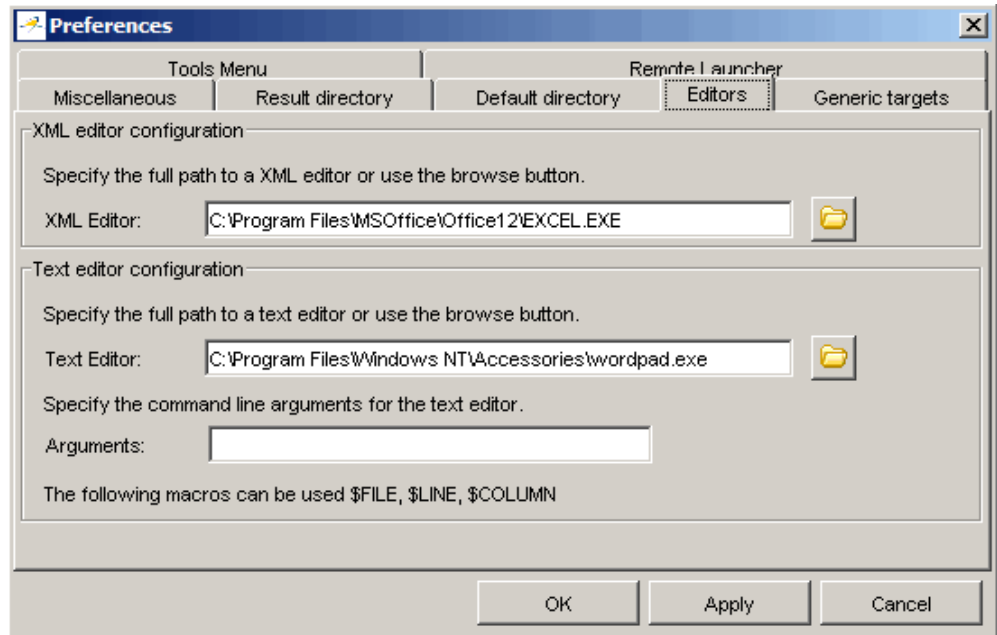 Preferences
Tools Menu Remote Launcher
Miscellaneous Result directory Default directory Editors Generic targets
XML editor configuration
Specify the full path to a XML editor or use the browse button.
XML Editor: C:\Program Files\MSOffice\Office12\EXCEL.EXE
Text editor configuration
Specify the full path to a text editor or use the browse button.
Text Editor: C:\Program Files\Windows NT\Accessories\wordpad.exe
Specify the command line arguments for the text editor.
Arguments:
The following macros can be used $FILE, $LINE, $COLUMN
OK Apply Cancel